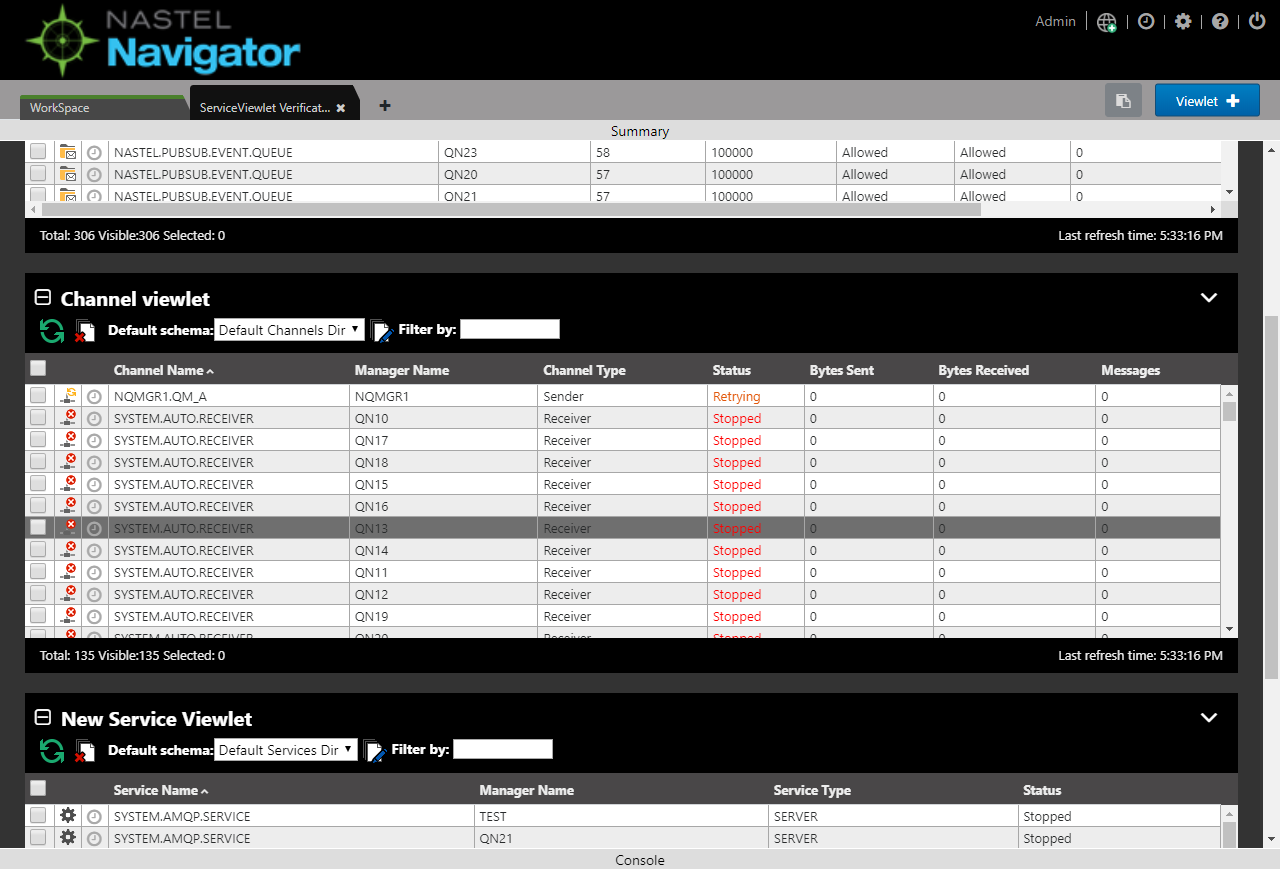 NASTEL
Navigator
Admin
WorkSpace
ServiceViewlet Verificat...
Viewlet
Summary
NASTEL.PUBSUB.EVENT.QUEUE QN23 58 100000 Allowed Allowed 0
NASTEL.PUBSUB.EVENT.QUEUE QN20 57 100000 Allowed Allowed 0
NASTEL.PUBSUB.EVENT.QUEUE QN21 57 100000 Allowed Allowed 0
Total: 306 Visible:306 Selected: 0 Last refresh time: 5:33:16 PM
Channel viewlet
Default schema: Default Channels Dir Filter by:
Channel Name Manager Name Channel Type Status Bytes Sent Bytes Received Messages
NQMGR1.QM_A NQMGR1 Sender Retrying 0 0 0
SYSTEM.AUTO.RECEIVER QN10 Receiver Stopped 0 0 0
SYSTEM.AUTO.RECEIVER QN17 Receiver Stopped 0 0 0
SYSTEM.AUTO.RECEIVER QN18 Receiver Stopped 0 0 0
SYSTEM.AUTO.RECEIVER QN15 Receiver Stopped 0 0 0
SYSTEM.AUTO.RECEIVER QN16 Receiver Stopped 0 0 0
SYSTEM.AUTO.RECEIVER QN13 Receiver Stopped 0 0 0
SYSTEM.AUTO.RECEIVER QN14 Receiver Stopped 0 0 0
SYSTEM.AUTO.RECEIVER QN11 Receiver Stopped 0 0 0
SYSTEM.AUTO.RECEIVER QN12 Receiver Stopped 0 0 0
SYSTEM.AUTO.RECEIVER QN19 Receiver Stopped 0 0 0
SYSTEM.AUTO.RECEIVER QN20 Receiver Stopped 0 0 0
Total: 135 Visible:135 Selected: 0 Last refresh time: 5:33:16 PM
New Service Viewlet
Default schema: Default Services Dir Filter by:
Service Name Manager Name Service Type Status
SYSTEM.AMQP.SERVICE TEST SERVER Stopped
SYSTEM.AMQP.SERVICE QN21 SERVER Stopped
Console